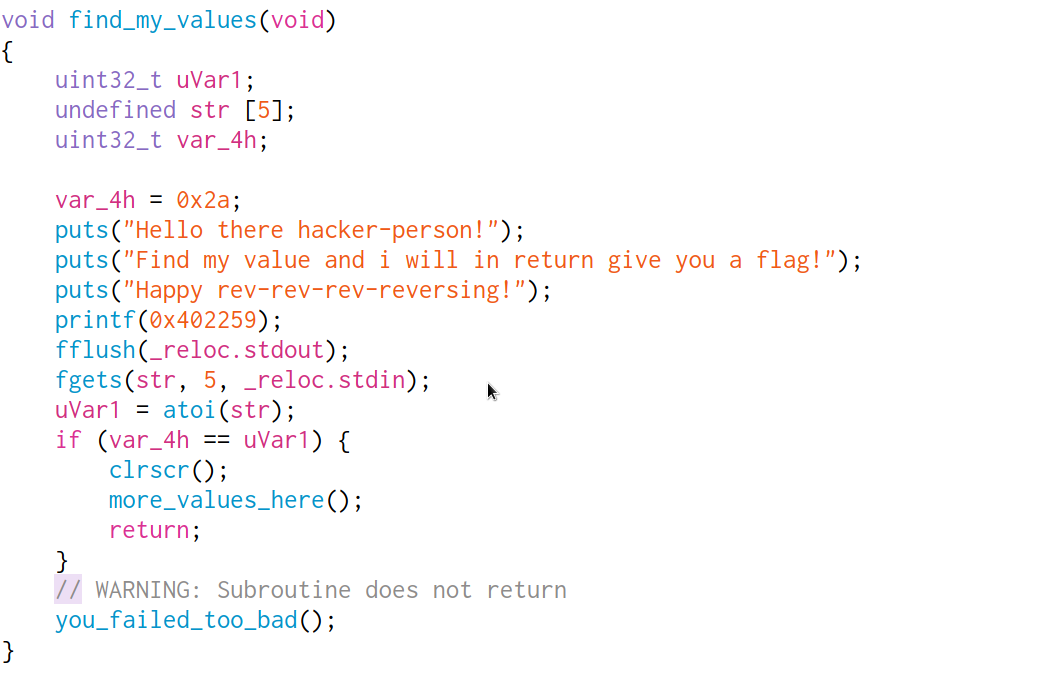 void find_my_values(void)
{
    uint32_t uVar1;
    undefined str [5];
    uint32_t var_4h;

    var_4h = 0x2a;
    puts("Hello there hacker-person!");
    puts("Find my value and i will in return give you a flag!");
    puts("Happy rev-rev-rev-reversing!");
    printf(0x402259);
    fflush(_reloc.stdout);
    fgets(str, 5, _reloc.stdin);
    uVar1 = atoi(str);
    if (var_4h == uVar1) {
        clrscr();
        more_values_here();
        return;
    }
    // WARNING: Subroutine does not return
    you_failed_too_bad();
}